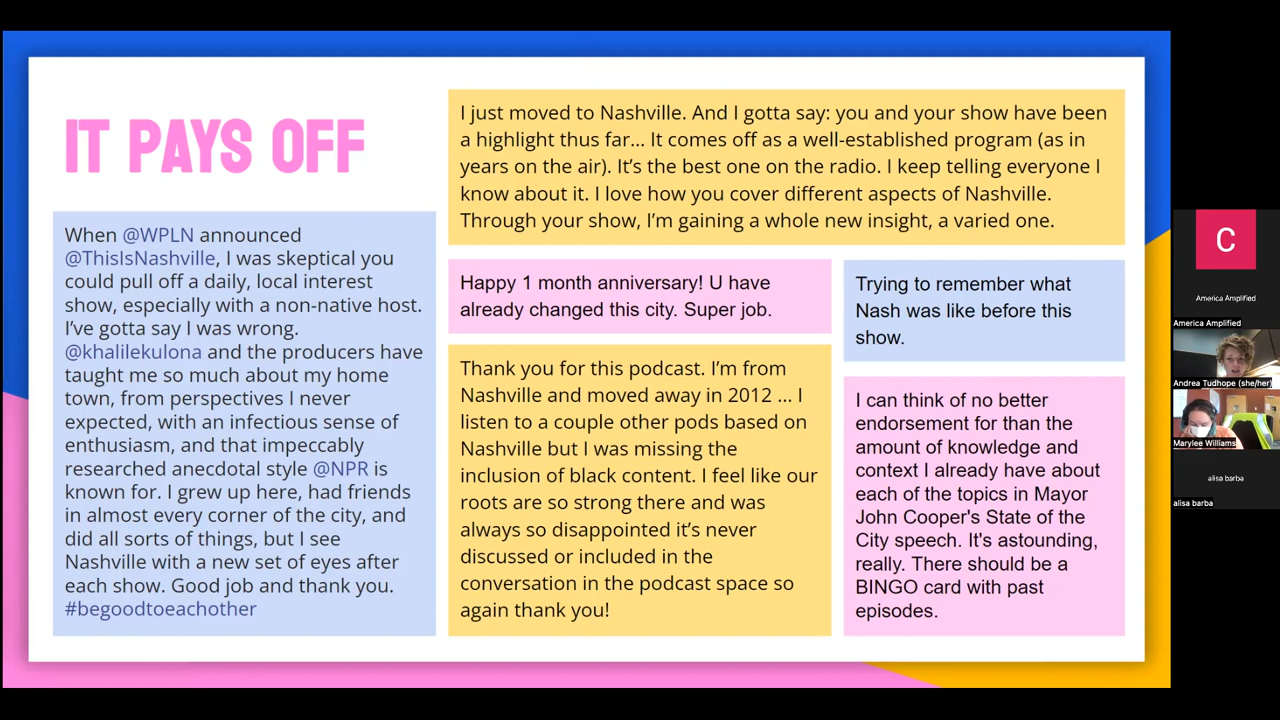 IT PAYS OFF
When @WPLN announced
@ThisIsNashville, I was skeptical you
could pull off a daily, local interest
show, especially with a non-native host.
I’ve gotta say I was wrong.
@khalilekulona and the producers have
taught me so much about my home
town, from perspectives I never
expected, with an infectious sense of
enthusiasm, and that impeccably
researched anecdotal style @NPR is
known for. I grew up here, had friends
in almost every corner of the city, and
did all sorts of things, but I see
Nashville with a new set of eyes after
each show. Good job and thank you.
#begoodtoeachother
I just moved to Nashville. And I gotta say: you and your show have been
a highlight thus far... It comes off as a well-established program (as in
years on the air). It’s the best one on the radio. I keep telling everyone I
know about it. I love how you cover different aspects of Nashville.
Through your show, I’m gaining a whole new insight, a varied one.
Happy 1 month anniversary! U have
already changed this city. Super job.
Trying to remember what
Nash was like before this
show.
Thank you for this podcast. I’m from
Nashville and moved away in 2012 ... I
listen to a couple other pods based on
Nashville but I was missing the
inclusion of black content. I feel like our
roots are so strong there and was
always so disappointed it’s never
discussed or included in the
conversation in the podcast space so
again thank you!
I can think of no better
endorsement for than the
amount of knowledge and
context I already have about
each of the topics in Mayor
John Cooper's State of the
City speech. It's astounding,
really. There should be a
BINGO card with past
episodes.
C
America Amplified
America Amplified
Andrea Tudhope (she/her)
Marylee Williams
alisa barba
alisa barba